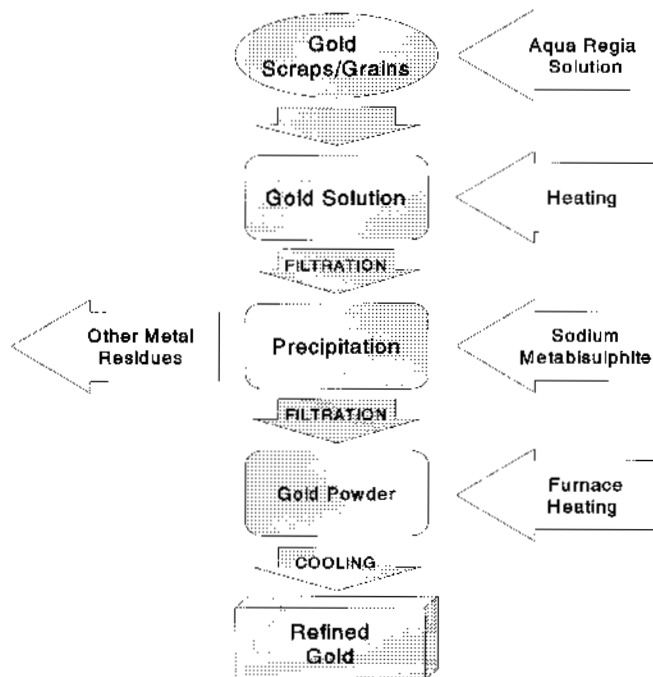 Gold
Scraps/Grains
Aqua Regia
Solution
Gold Solution
Heating
FILTRATION
Other Metal
Residues
Precipitation
Sodium
Metabisulphite
FILTRATION
Gold Powder
Furnace
Heating
COOLING
Refined
Gold